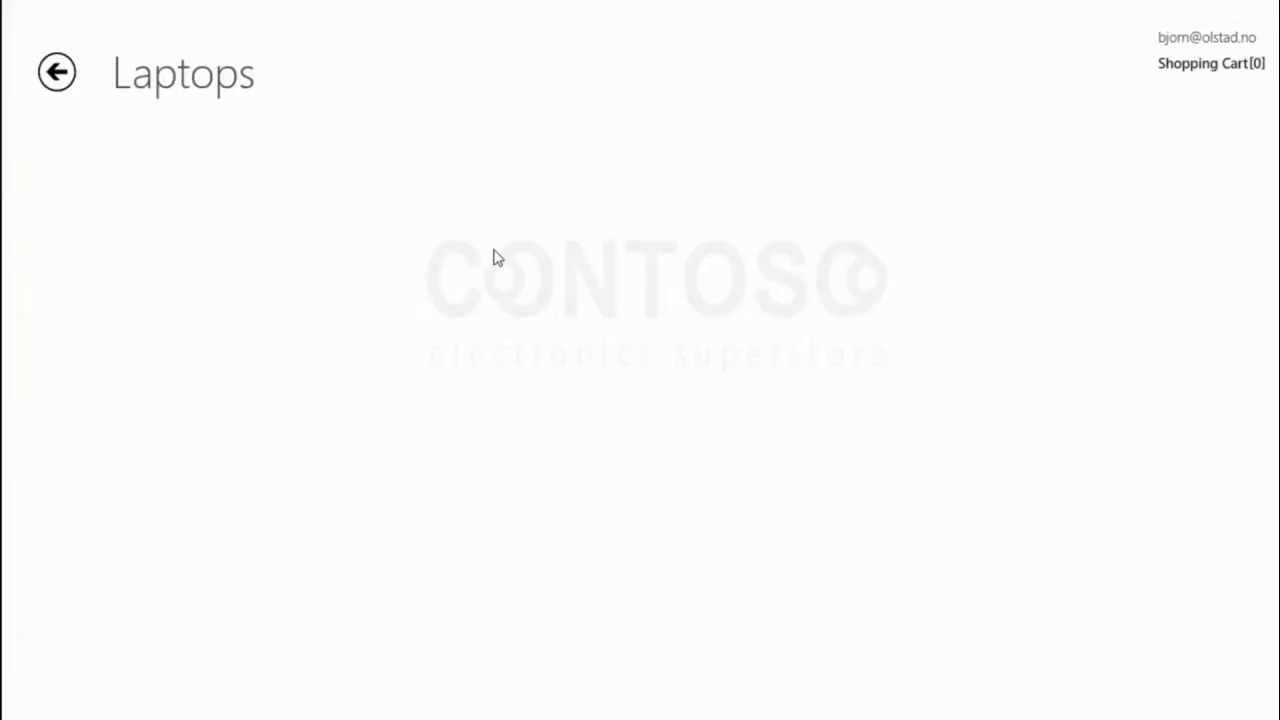 bjorn@olstad.no
Laptops
Shopping Cart[0]
CONTOSO
electronics superstore